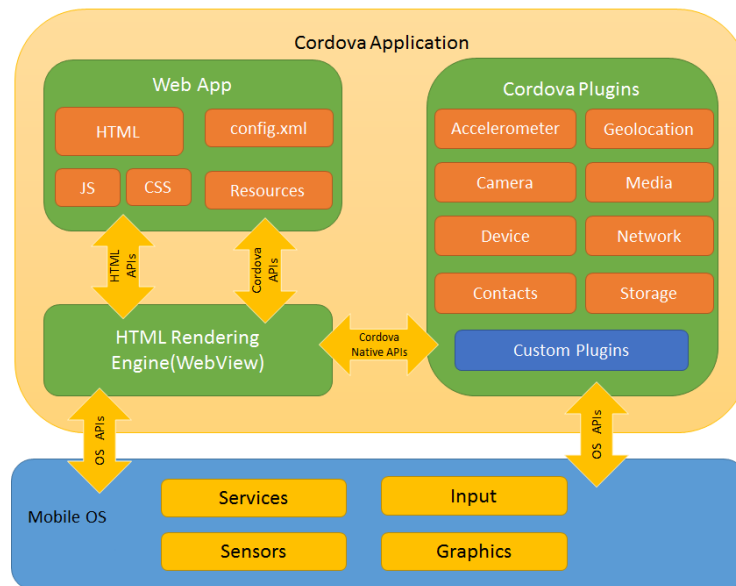 Cordova Application
Web App
HTML
config.xml
JS
CSS
Resources
HTML
APIs
Cordova
APIs
HTML Rendering
Engine(WebView)
Cordova
Native APIs
Cordova Plugins
Accelerometer
Geolocation
Camera
Media
Device
Network
Contacts
Storage
Custom Plugins
OS APIs
OS APIs
Mobile OS
Services
Input
Sensors
Graphics